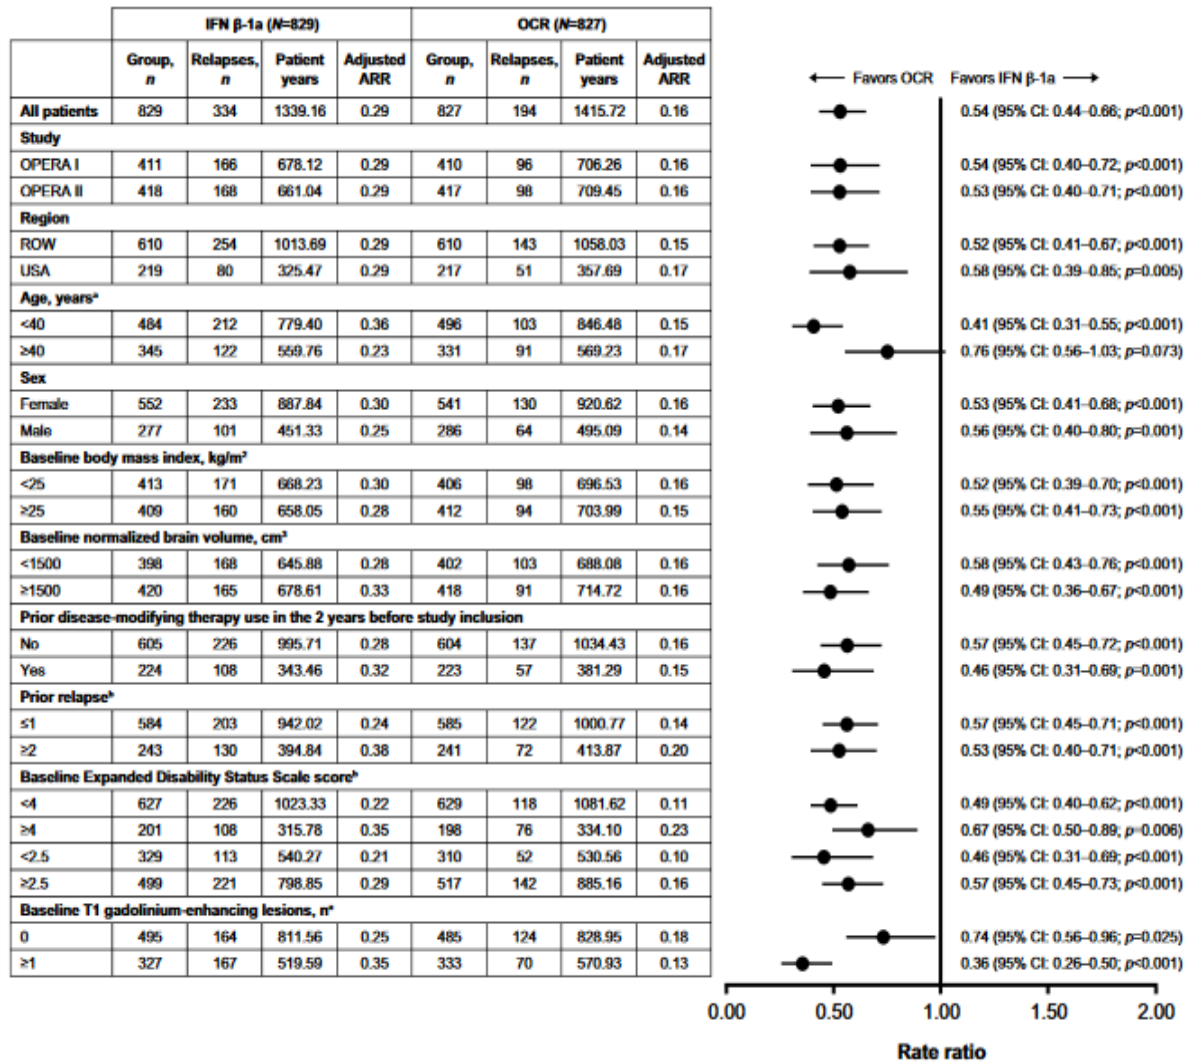 IFN β-1a (N=829) OCR (N=827)
Group, n Relapses, n Patient years Adjusted ARR Group, n Relapses, n Patient years Adjusted ARR
← Favors OCR Favors IFN β-1a →
All patients 829 334 1339.16 0.29 827 194 1415.72 0.16 0.54 (95% CI: 0.44–0.66; p<0.001)
Study
OPERA I 411 166 678.12 0.29 410 96 706.26 0.16 0.54 (95% CI: 0.40–0.72; p<0.001)
OPERA II 418 168 661.04 0.29 417 98 709.45 0.16 0.53 (95% CI: 0.40–0.71; p<0.001)
Region
ROW 610 254 1013.69 0.29 610 143 1058.03 0.15 0.52 (95% CI: 0.41–0.67; p<0.001)
USA 219 80 325.47 0.29 217 51 357.69 0.17 0.58 (95% CI: 0.39–0.85; p=0.005)
Age, yearsᵃ
<40 484 212 779.40 0.36 496 103 846.48 0.15 0.41 (95% CI: 0.31–0.55; p<0.001)
≥40 345 122 559.76 0.23 331 91 569.23 0.17 0.76 (95% CI: 0.56–1.03; p=0.073)
Sex
Female 552 233 887.84 0.30 541 130 920.62 0.16 0.53 (95% CI: 0.41–0.68; p<0.001)
Male 277 101 451.33 0.25 286 64 495.09 0.14 0.56 (95% CI: 0.40–0.80; p=0.001)
Baseline body mass index, kg/m²
<25 413 171 668.23 0.30 406 98 696.53 0.16 0.52 (95% CI: 0.39–0.70; p<0.001)
≥25 409 160 658.05 0.28 412 94 703.99 0.15 0.55 (95% CI: 0.41–0.73; p<0.001)
Baseline normalized brain volume, cm³
<1500 398 168 645.88 0.28 402 103 688.08 0.16 0.58 (95% CI: 0.43–0.76; p<0.001)
≥1500 420 165 678.61 0.33 418 91 714.72 0.16 0.49 (95% CI: 0.36–0.67; p<0.001)
Prior disease-modifying therapy use in the 2 years before study inclusion
No 605 226 995.71 0.28 604 137 1034.43 0.16 0.57 (95% CI: 0.45–0.72; p<0.001)
Yes 224 108 343.46 0.32 223 57 381.29 0.15 0.46 (95% CI: 0.31–0.69; p=0.001)
Prior relapseᵇ
≤1 584 203 942.02 0.24 585 122 1000.77 0.14 0.57 (95% CI: 0.45–0.71; p<0.001)
≥2 243 130 394.84 0.38 241 72 413.87 0.20 0.53 (95% CI: 0.40–0.71; p<0.001)
Baseline Expanded Disability Status Scale scoreᵇ
<4 627 226 1023.33 0.22 629 118 1081.62 0.11 0.49 (95% CI: 0.40–0.62; p<0.001)
≥4 201 108 315.78 0.35 198 76 334.10 0.23 0.67 (95% CI: 0.50–0.89; p=0.006)
<2.5 329 113 540.27 0.21 310 52 530.56 0.10 0.46 (95% CI: 0.31–0.69; p<0.001)
≥2.5 499 221 798.85 0.29 517 142 885.16 0.16 0.57 (95% CI: 0.45–0.73; p<0.001)
Baseline T1 gadolinium-enhancing lesions, nᵃ
0 495 164 811.56 0.25 485 124 828.95 0.18 0.74 (95% CI: 0.56–0.96; p=0.025)
≥1 327 167 519.59 0.35 333 70 570.93 0.13 0.36 (95% CI: 0.26–0.50; p<0.001)
0.00 0.50 1.00 1.50 2.00
Rate ratio